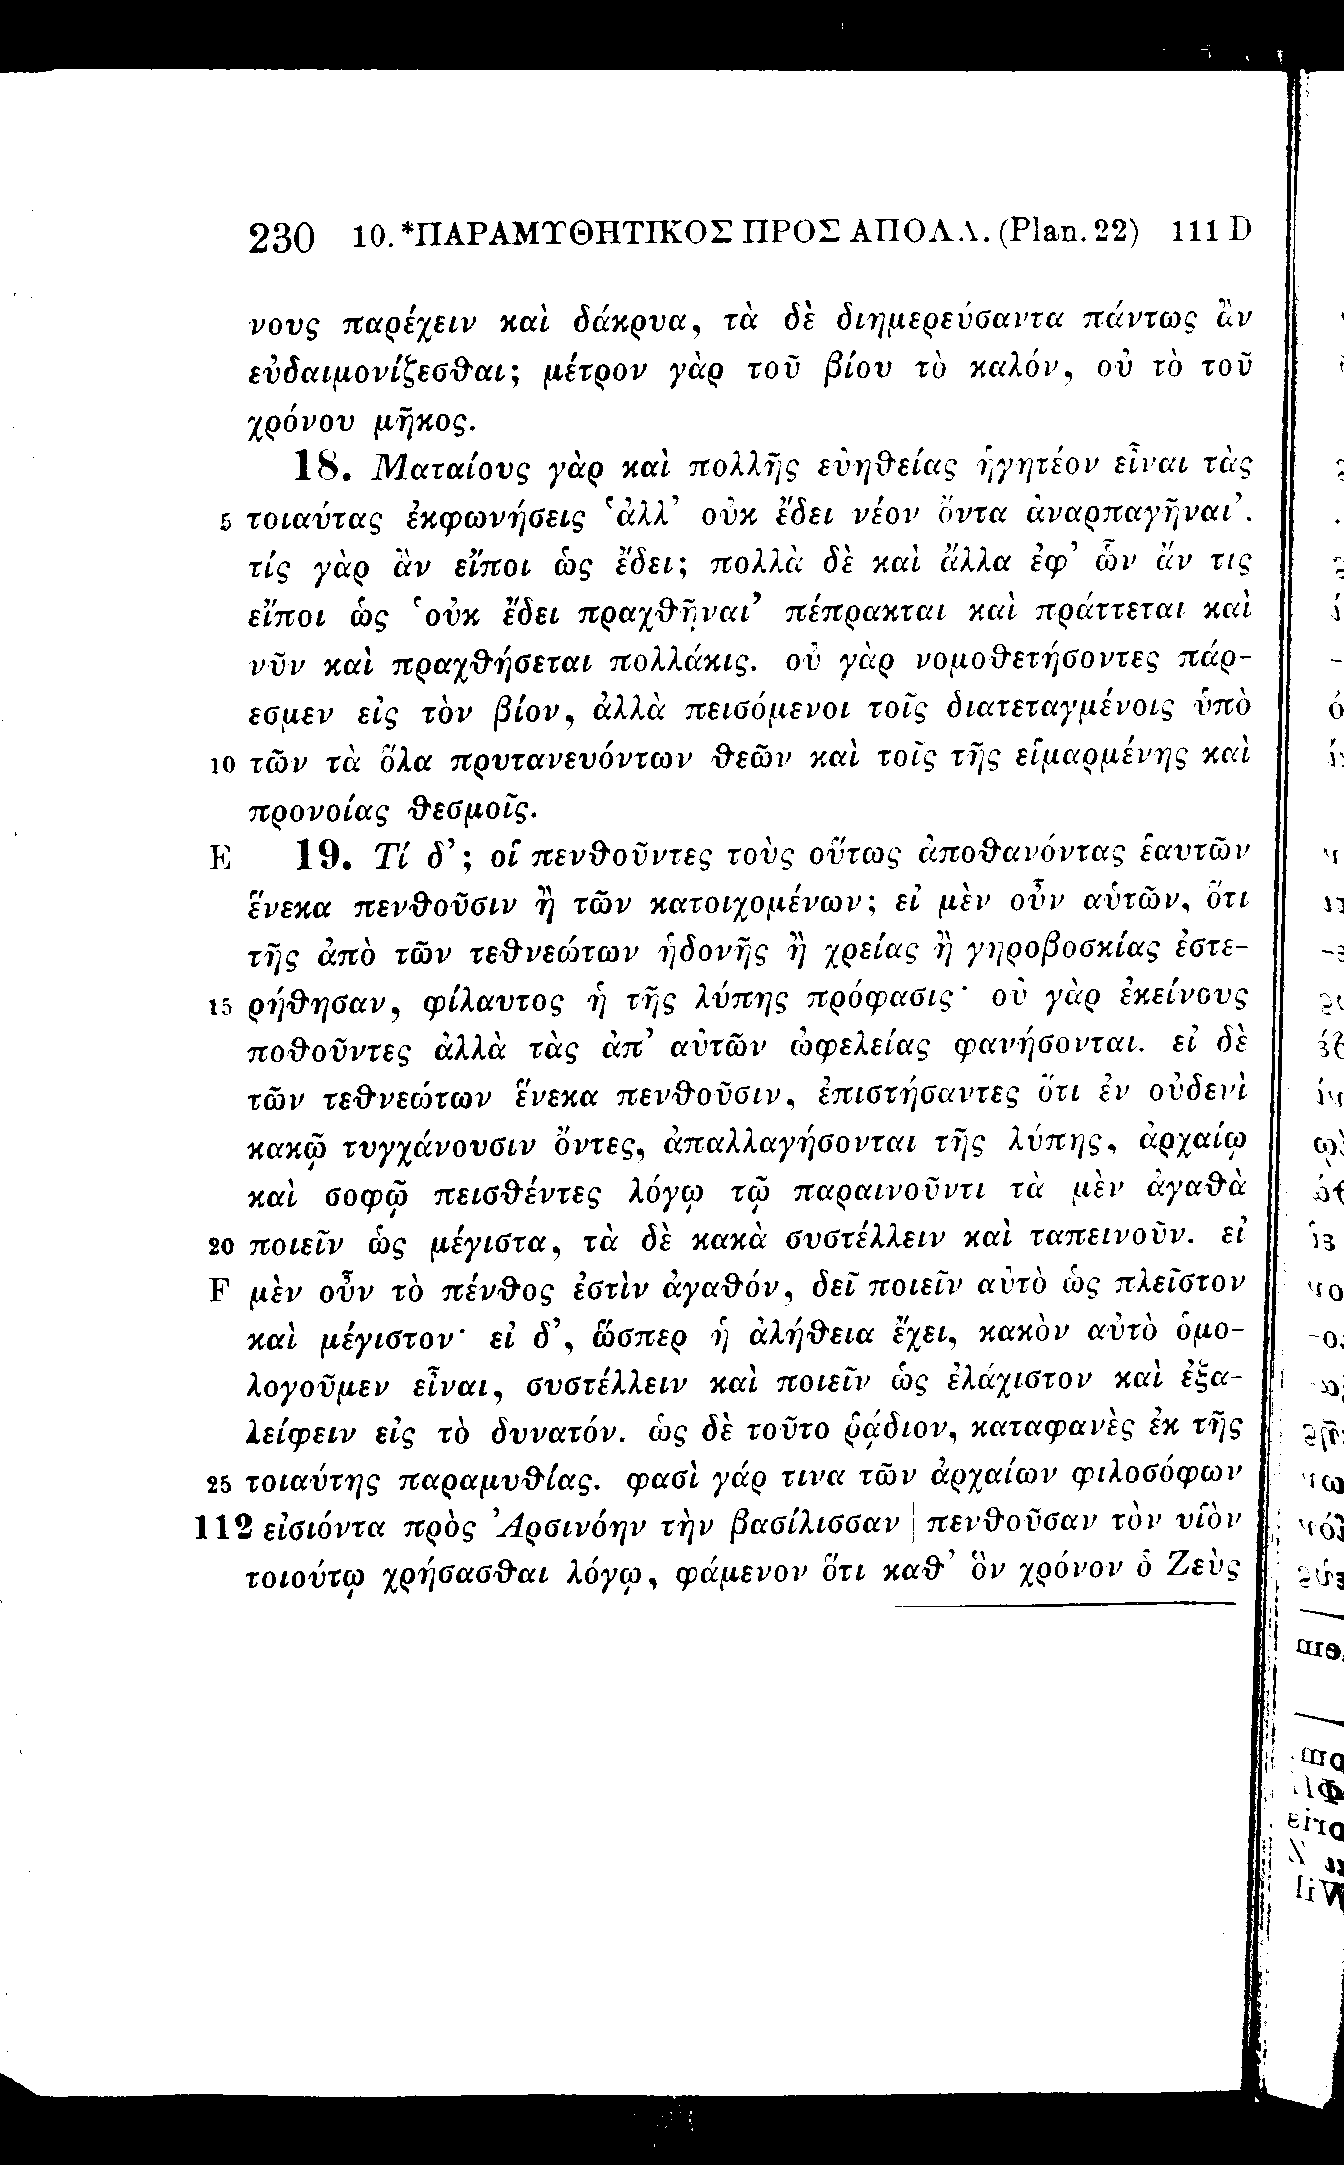 230 10. *ΠΑΡΑΜΥΘΗΤΙΚΟΣ ΠΡΟΣ ΑΠΟΛΛ. (Plan. 22) 111 D
νους παρέχειν καὶ δάκρυα, τὰ δὲ διημερεύσαντα πάντως ἂν
εὐδαιμονίζεσθαι; μέτρον γὰρ τοῦ βίου τὸ καλόν, οὐ τὸ τοῦ
χρόνου μῆκος.
18. Ματαίους γὰρ καὶ πολλῆς εὐηθείας ἡγητέον εἶναι τὰς
5 τοιαύτας ἐκφωνήσεις ‘ἀλλ’ οὐκ ἔδει νέον ὄντα ἀναρπαγῆναι’.
τίς γὰρ ἂν εἴποι ὡς ἔδει; πολλὰ δὲ καὶ ἄλλα ἐφ’ ὧν ἄν τις
εἴποι ὡς ‘οὐκ ἔδει πραχθῆναι’ πέπρακται καὶ πράττεται καὶ
νῦν καὶ πραχθήσεται πολλάκις. οὐ γὰρ νομοθετήσοντες πάρ-
εσμεν εἰς τὸν βίον, ἀλλὰ πεισόμενοι τοῖς διατεταγμένοις ὑπὸ
10 τῶν τὰ ὅλα πρυτανευόντων θεῶν καὶ τοῖς τῆς εἱμαρμένης καὶ
προνοίας θεσμοῖς.
E 19. Τί δ’; οἱ πενθοῦντες τοὺς οὕτως ἀποθανόντας ἑαυτῶν
ἕνεκα πενθοῦσιν ἢ τῶν κατοιχομένων; εἰ μὲν οὖν αὑτῶν, ὅτι
τῆς ἀπὸ τῶν τεθνεώτων ἡδονῆς ἢ χρείας ἢ γηροβοσκίας ἐστε-
15 ρήθησαν, φίλαυτος ἡ τῆς λύπης πρόφασις· οὐ γὰρ ἐκείνους
ποθοῦντες ἀλλὰ τὰς ἀπ’ αὐτῶν ὠφελείας φανήσονται. εἰ δὲ
τῶν τεθνεώτων ἕνεκα πενθοῦσιν, ἐπιστήσαντες ὅτι ἐν οὐδενὶ
κακῷ τυγχάνουσιν ὄντες, ἀπαλλαγήσονται τῆς λύπης, ἀρχαίῳ
καὶ σοφῷ πεισθέντες λόγῳ τῷ παραινοῦντι τὰ μὲν ἀγαθὰ
20 ποιεῖν ὡς μέγιστα, τὰ δὲ κακὰ συστέλλειν καὶ ταπεινοῦν. εἰ
F μὲν οὖν τὸ πένθος ἐστὶν ἀγαθόν, δεῖ ποιεῖν αὐτὸ ὡς πλεῖστον
καὶ μέγιστον· εἰ δ’, ὥσπερ ἡ ἀλήθεια ἔχει, κακὸν αὐτὸ ὁμο-
λογοῦμεν εἶναι, συστέλλειν καὶ ποιεῖν ὡς ἐλάχιστον καὶ ἐξα-
λείφειν εἰς τὸ δυνατόν. ὡς δὲ τοῦτο ῥᾴδιον, καταφανὲς ἐκ τῆς
25 τοιαύτης παραμυθίας. φασὶ γάρ τινα τῶν ἀρχαίων φιλοσόφων
112 εἰσιόντα πρὸς Ἀρσινόην τὴν βασίλισσαν | πενθοῦσαν τὸν υἱὸν
τοιούτῳ χρήσασθαι λόγῳ, φάμενον ὅτι καθ’ ὃν χρόνον ὁ Ζεὺς